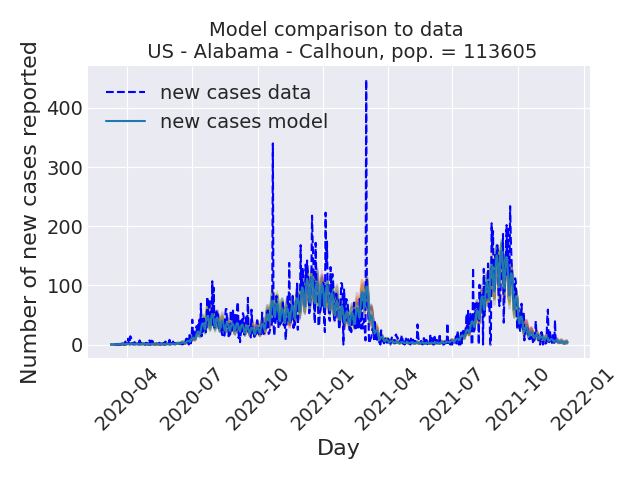 Model comparison to data
US - Alabama - Calhoun, pop. = 113605
Number of new cases reported
new cases data
new cases model
400
300
200
100
0
2020-04
2020-07
2020-10
2021-01
2021-04
2021-07
2021-10
2022-01
Day